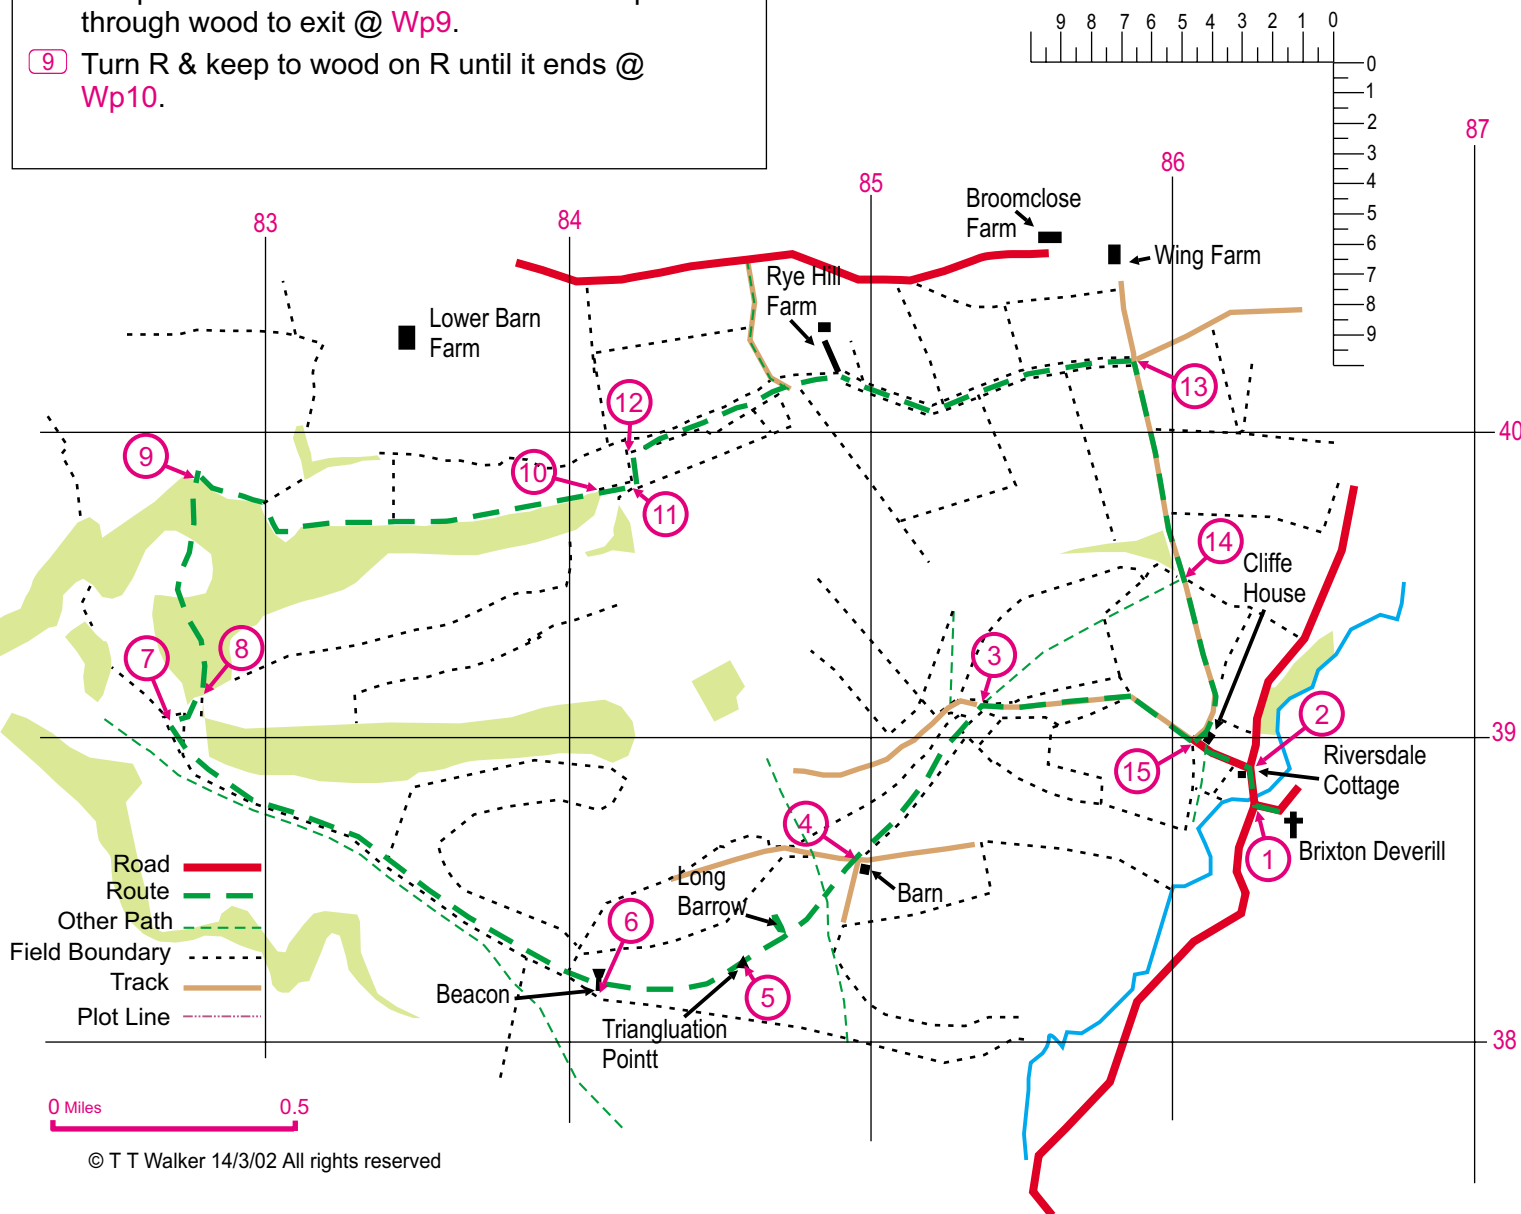 through wood to exit @ Wp9.
9 Turn R & keep to wood on R until it ends @
Wp10.
9 8 7 6 5 4 3 2 1 0
0
1
2
3
4
5
6
7
8
9
87
86
85
84
83
Broomclose
Farm
Wing Farm
Rye Hill
Farm
Lower Barn
Farm
12
13
40
9
10
11
14
Cliffe
House
7
8
3
2
39
15
Riversdale
Cottage
4
1
Brixton Deverill
Road
Route
Other Path
Field Boundary
Track
Plot Line
Long
Barrow
Barn
6
5
Beacon
Triangluation
Pointt
38
0 Miles 0.5
© T T Walker 14/3/02 All rights reserved